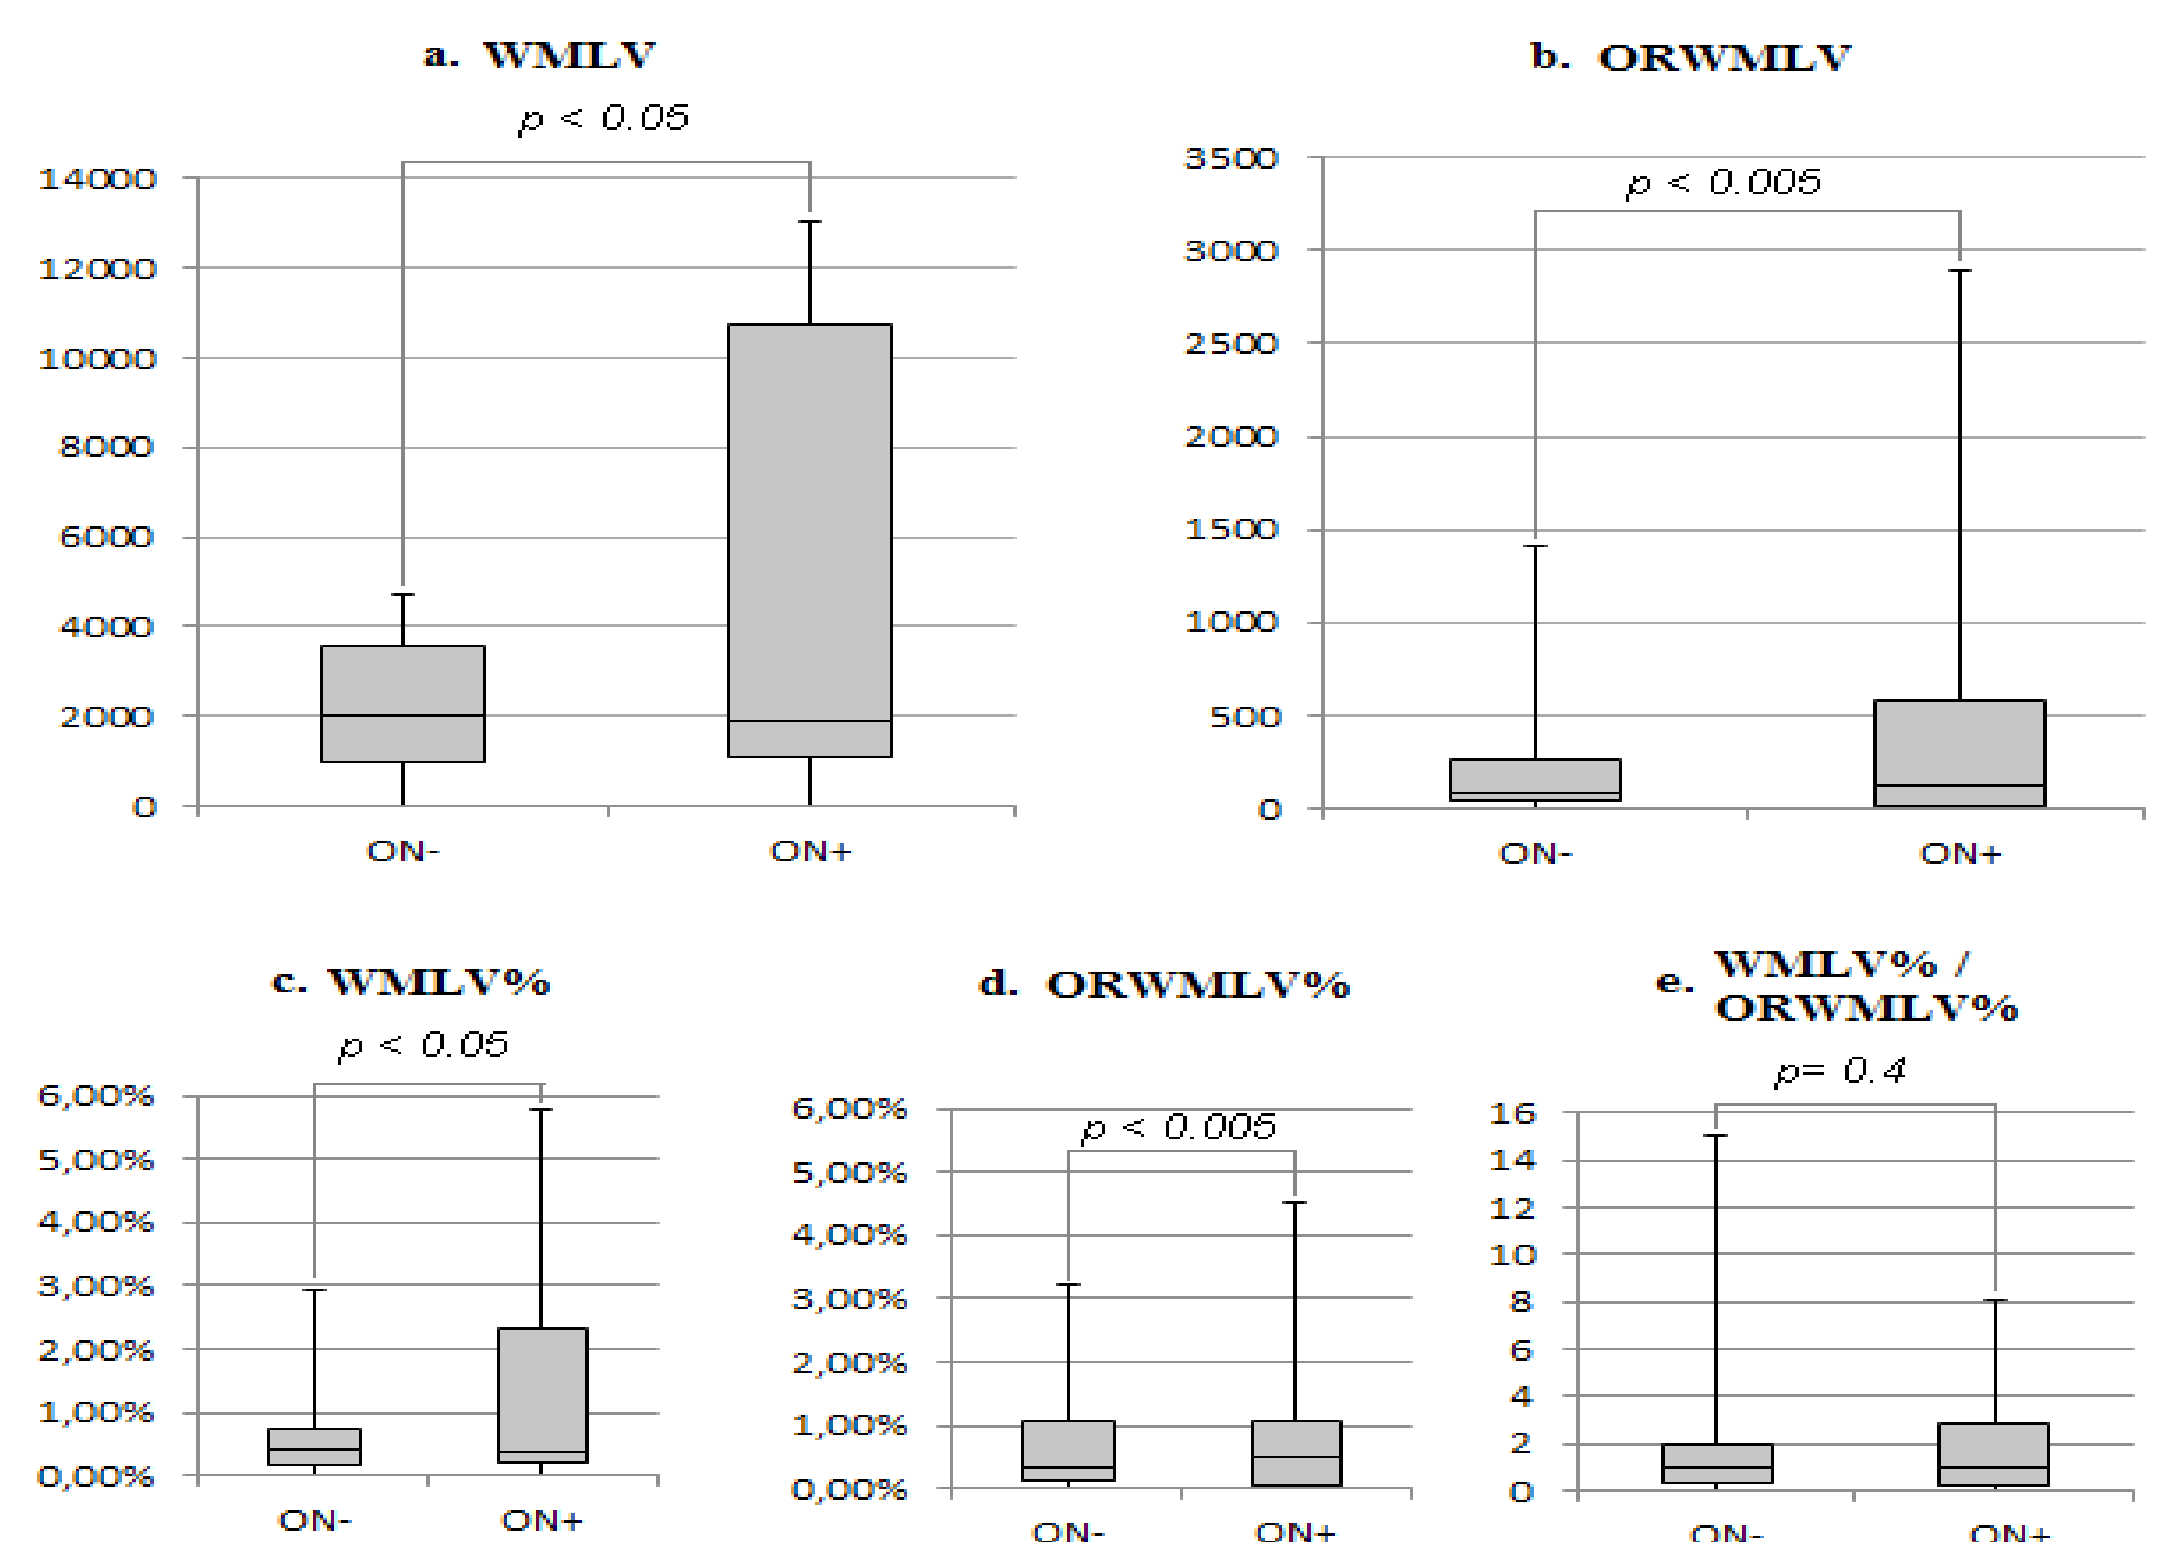 a. WMLV
p < 0.05
14000
12000
10000
8000
6000
4000
2000
0
ON-
ON+
b. ORWMLV
p < 0.005
3500
3000
2500
2000
1500
1000
500
0
ON-
ON+
c. WMLV%
p < 0.05
6,00%
5,00%
4,00%
3,00%
2,00%
1,00%
0,00%
ON-
ON+
d. ORWMLV%
p < 0.005
6,00%
5,00%
4,00%
3,00%
2,00%
1,00%
0,00%
ON-
ON+
e. WMLV% /
ORWMLV%
p= 0.4
16
14
12
10
8
6
4
2
0
ON-
ON+